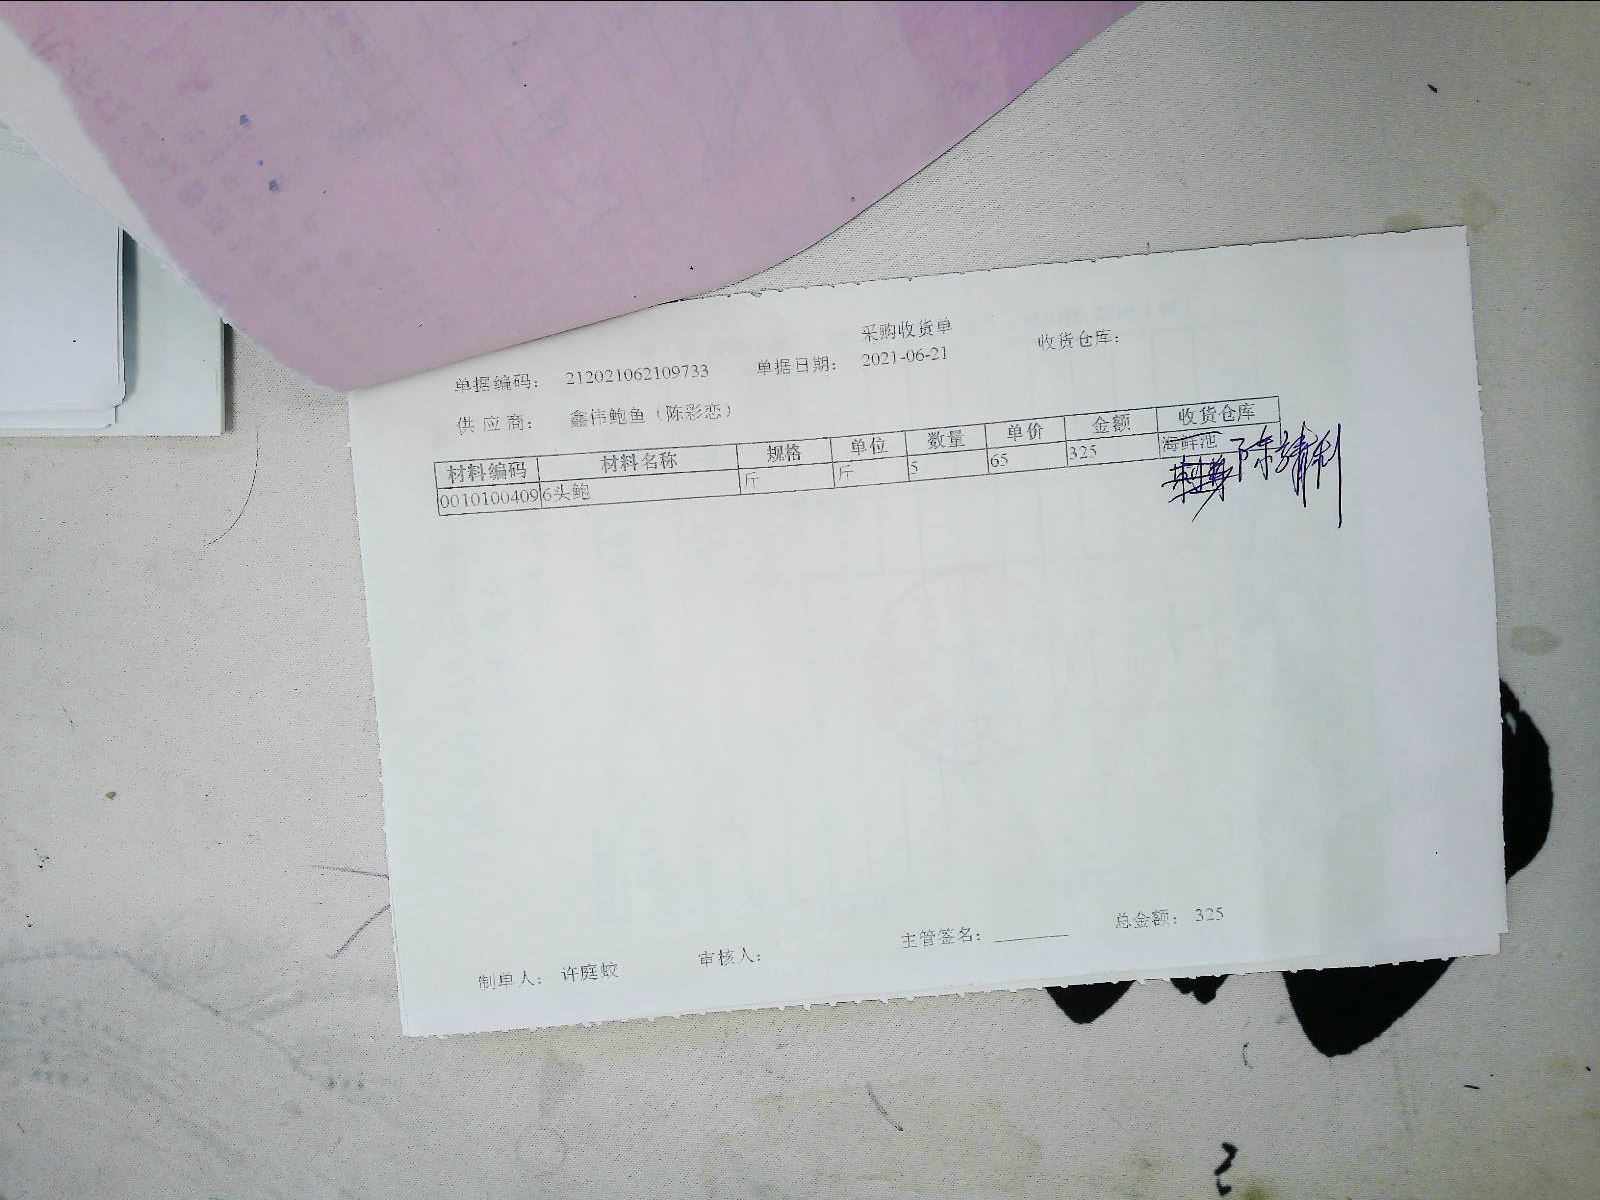 采购收货单
单据编码： 212021062109733 单据日期： 2021-06-21 收货仓库：
供应商： 鑫伟鲍鱼（陈彩恋）
材料编码 材料名称 规格 单位 数量 单价 金额 收货仓库
0010100409 6头鲍 斤 斤 5 65 325 海鲜池
制单人： 许庭蛟 审核人： 主管签名： 总金额： 325